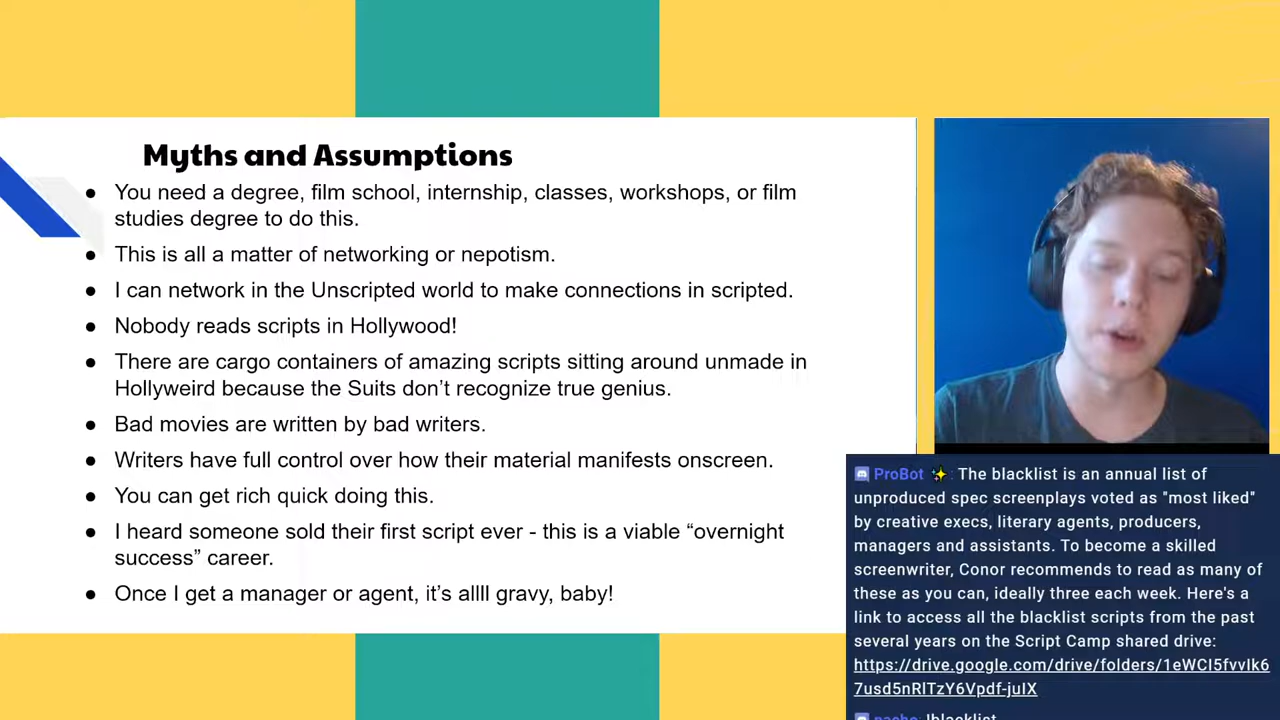 Myths and Assumptions
● You need a degree, film school, internship, classes, workshops, or film
studies degree to do this.
● This is all a matter of networking or nepotism.
● I can network in the Unscripted world to make connections in scripted.
● Nobody reads scripts in Hollywood!
● There are cargo containers of amazing scripts sitting around unmade in
Hollyweird because the Suits don’t recognize true genius.
● Bad movies are written by bad writers.
● Writers have full control over how their material manifests onscreen.
● You can get rich quick doing this.
● I heard someone sold their first script ever - this is a viable “overnight
success” career.
● Once I get a manager or agent, it’s allll gravy, baby!
ProBot ✨: The blacklist is an annual list of
unproduced spec screenplays voted as "most liked"
by creative execs, literary agents, producers,
managers and assistants. To become a skilled
screenwriter, Conor recommends to read as many of
these as you can, ideally three each week. Here's a
link to access all the blacklist scripts from the past
several years on the Script Camp shared drive:
https://drive.google.com/drive/folders/1eWCI5fvvIk6
7usd5nRlTzY6Vpdf-juIX
!blacklist